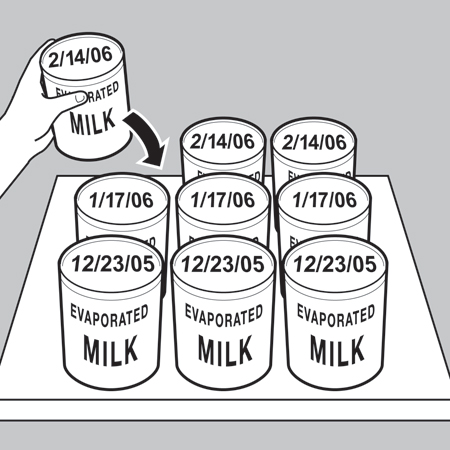 2/14/06
EVAPORATED
MILK
2/14/06 2/14/06
1/17/06 1/17/06 1/17/06
12/23/05 12/23/05 12/23/05
EVAPORATED EVAPORATED EVAPORATED
MILK MILK MILK